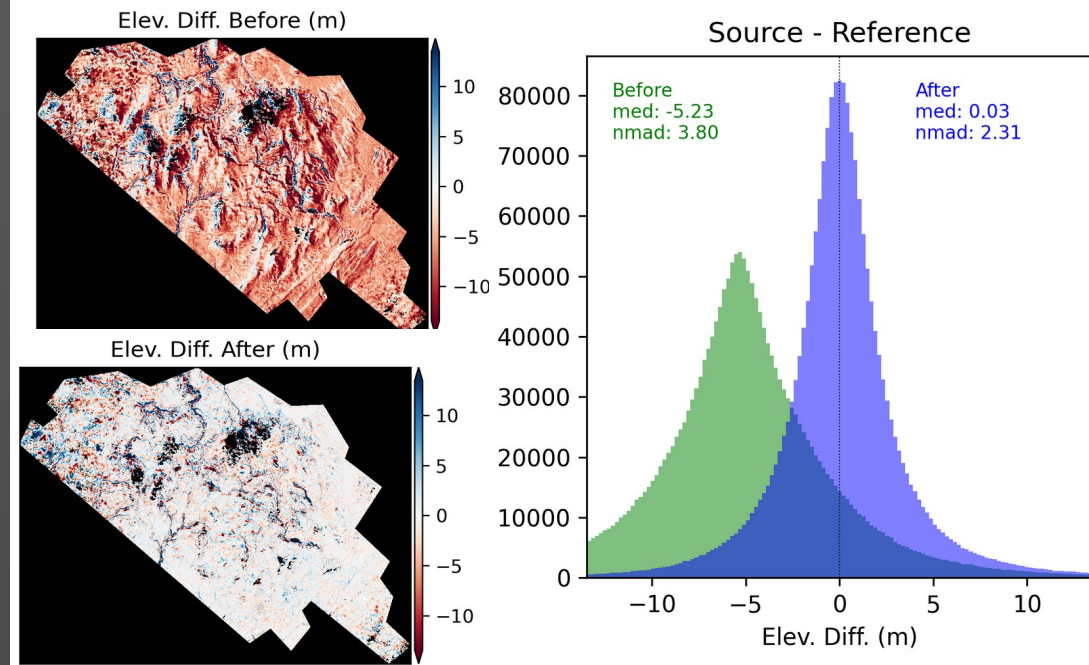 Elev. Diff. Before (m)
10
5
0
−5
−10
Elev. Diff. After (m)
10
5
0
−5
−10
Source - Reference
Before
med: -5.23
nmad: 3.80
After
med: 0.03
nmad: 2.31
80000
70000
60000
50000
40000
30000
20000
10000
0
−10 −5 0 5 10
Elev. Diff. (m)